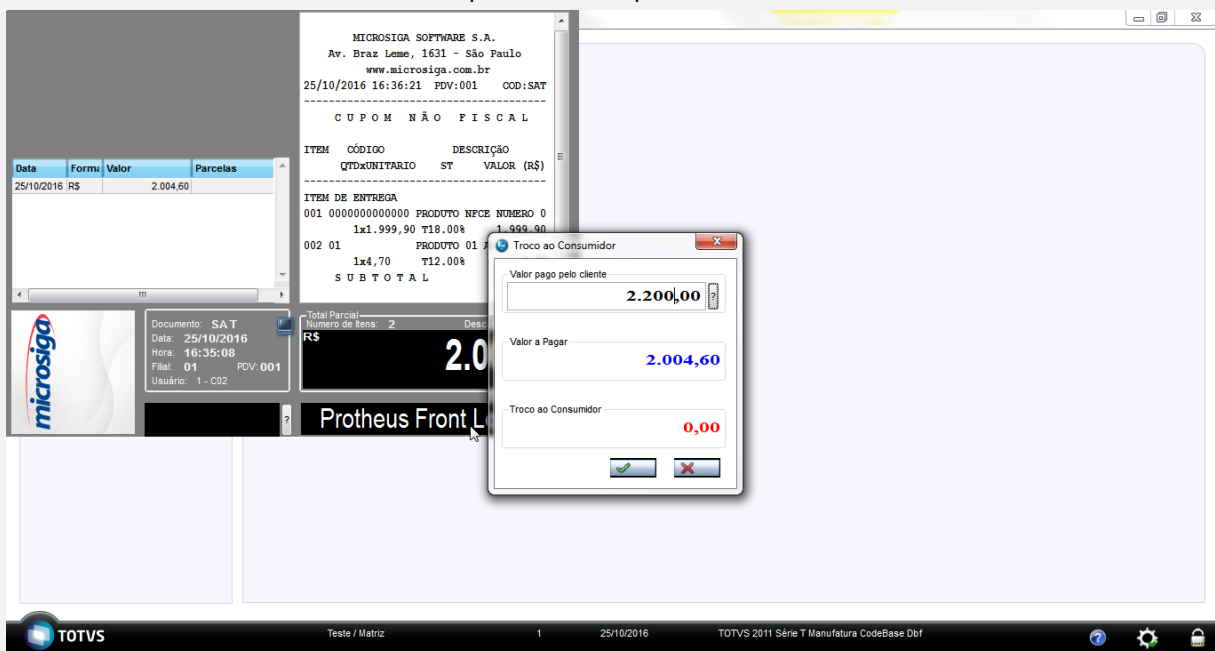 MICROSIGA SOFTWARE S.A.
Av. Braz Leme, 1631 - São Paulo
www.microsiga.com.br
25/10/2016 16:36:21 PDV:001 COD:SAT
------------------------------------------------
C U P O M N Ã O F I S C A L
ITEM CÓDIGO DESCRIÇÃO
QTDxUNITARIO ST VALOR (R$)
------------------------------------------------
ITEM DE ENTREGA
001 0000000000000 PRODUTO NFCE NUMERO 0
1x1.999,90 T18.00% 1.999,90
002 01 PRODUTO 01 A
1x4,70 T12.00%
S U B T O T A L
Data Forma Valor Parcelas
25/10/2016 R$ 2.004,60
microsiga
Documento: SAT
Data: 25/10/2016
Hora: 16:35:08
Filial: 01 PDV: 001
Usuário: 1 - C02
?
Total Parcial
Numero de Itens: 2 Desc
R$
2.0
Protheus Front Lo
Troco ao Consumidor
Valor pago pelo cliente
2.200,00 ?
Valor a Pagar
2.004,60
Troco ao Consumidor
0,00
TOTVS
Teste / Matriz 1 25/10/2016 TOTVS 2011 Série T Manufatura CodeBase Dbf
?